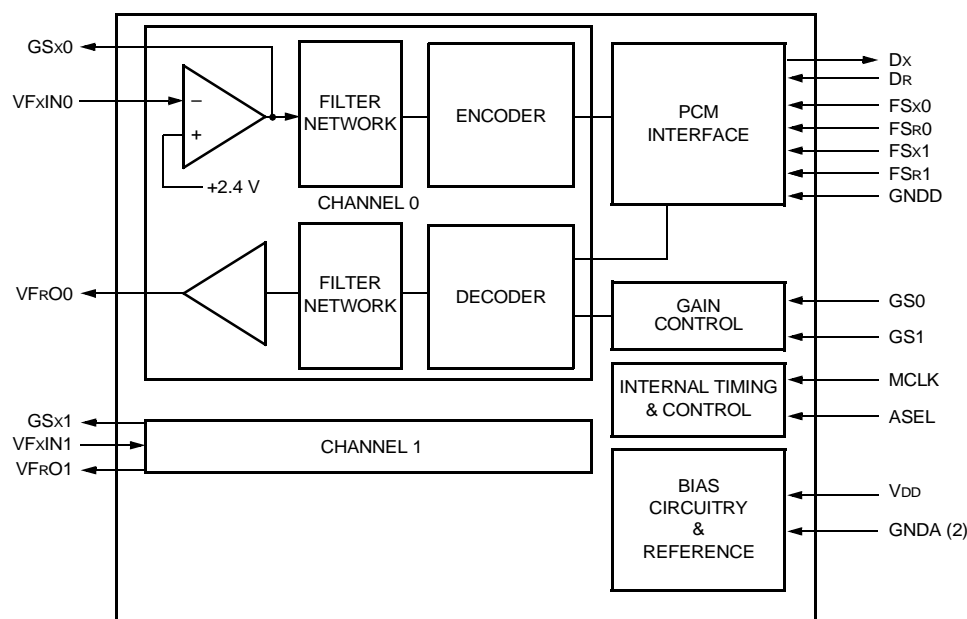 GSX0
VFXIN0
–
+
+2.4 V
FILTER
NETWORK
ENCODER
CHANNEL 0
VFRO0
FILTER
NETWORK
DECODER
PCM
INTERFACE
DX
DR
FSX0
FSR0
FSX1
FSR1
GNDD
GAIN
CONTROL
GS0
GS1
INTERNAL TIMING
& CONTROL
MCLK
ASEL
GSX1
VFXIN1
VFRO1
CHANNEL 1
BIAS
CIRCUITRY
&
REFERENCE
VDD
GNDA (2)